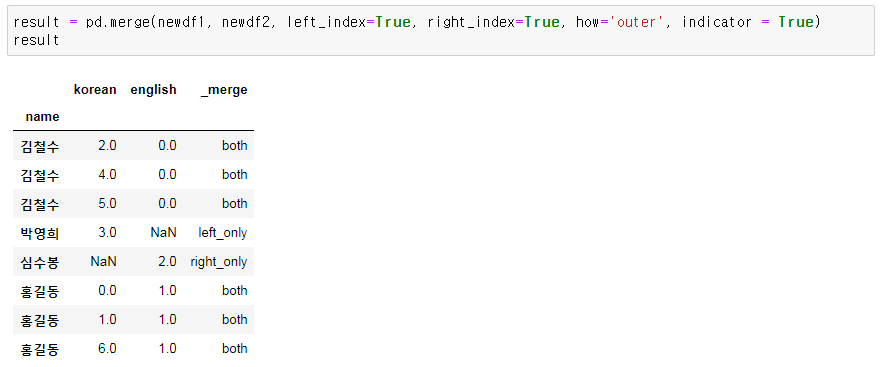 result = pd.merge(newdf1, newdf2, left_index=True, right_index=True, how='outer', indicator = True)
result
korean english _merge
name
김철수 2.0 0.0 both
김철수 4.0 0.0 both
김철수 5.0 0.0 both
박영희 3.0 NaN left_only
심수봉 NaN 2.0 right_only
홍길동 0.0 1.0 both
홍길동 1.0 1.0 both
홍길동 6.0 1.0 both